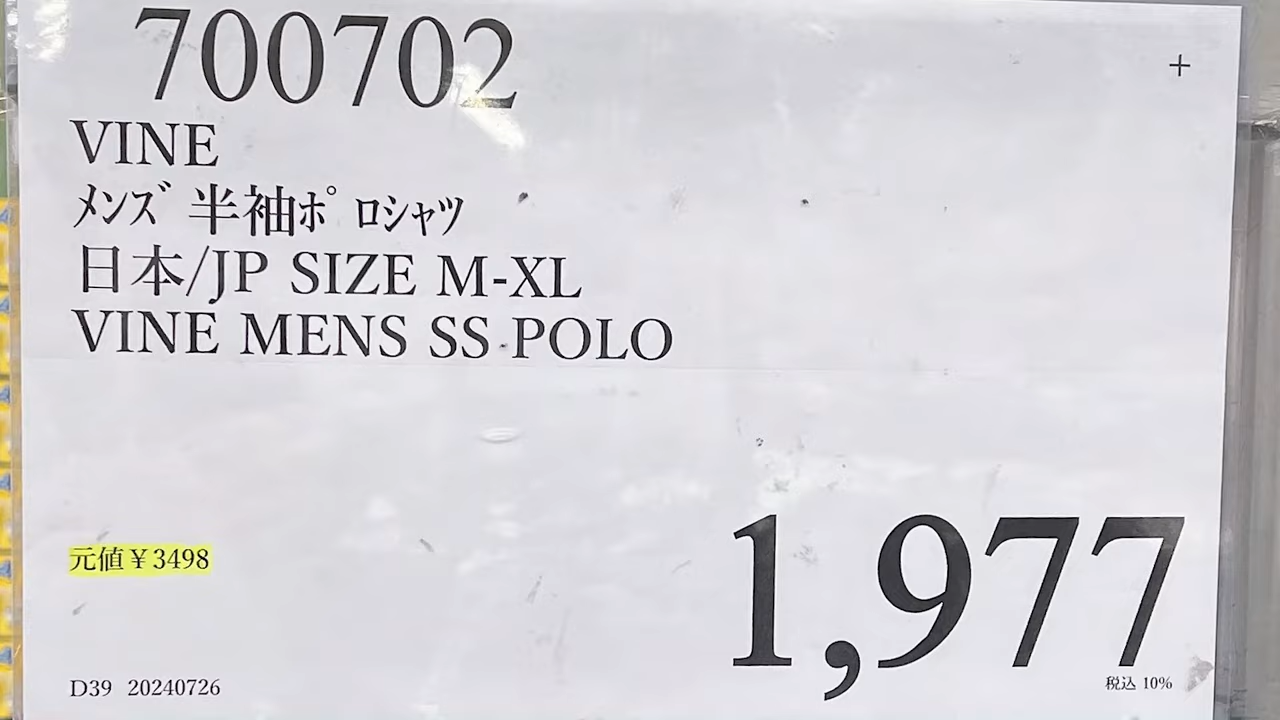 700702
+
VINE
ﾒﾝｽﾞ 半袖ﾎﾟロｼｬﾂ
日本/JP SIZE M-XL
VINE MENS SS POLO
元値￥3498
1,977
税込 10%
D39 20240726